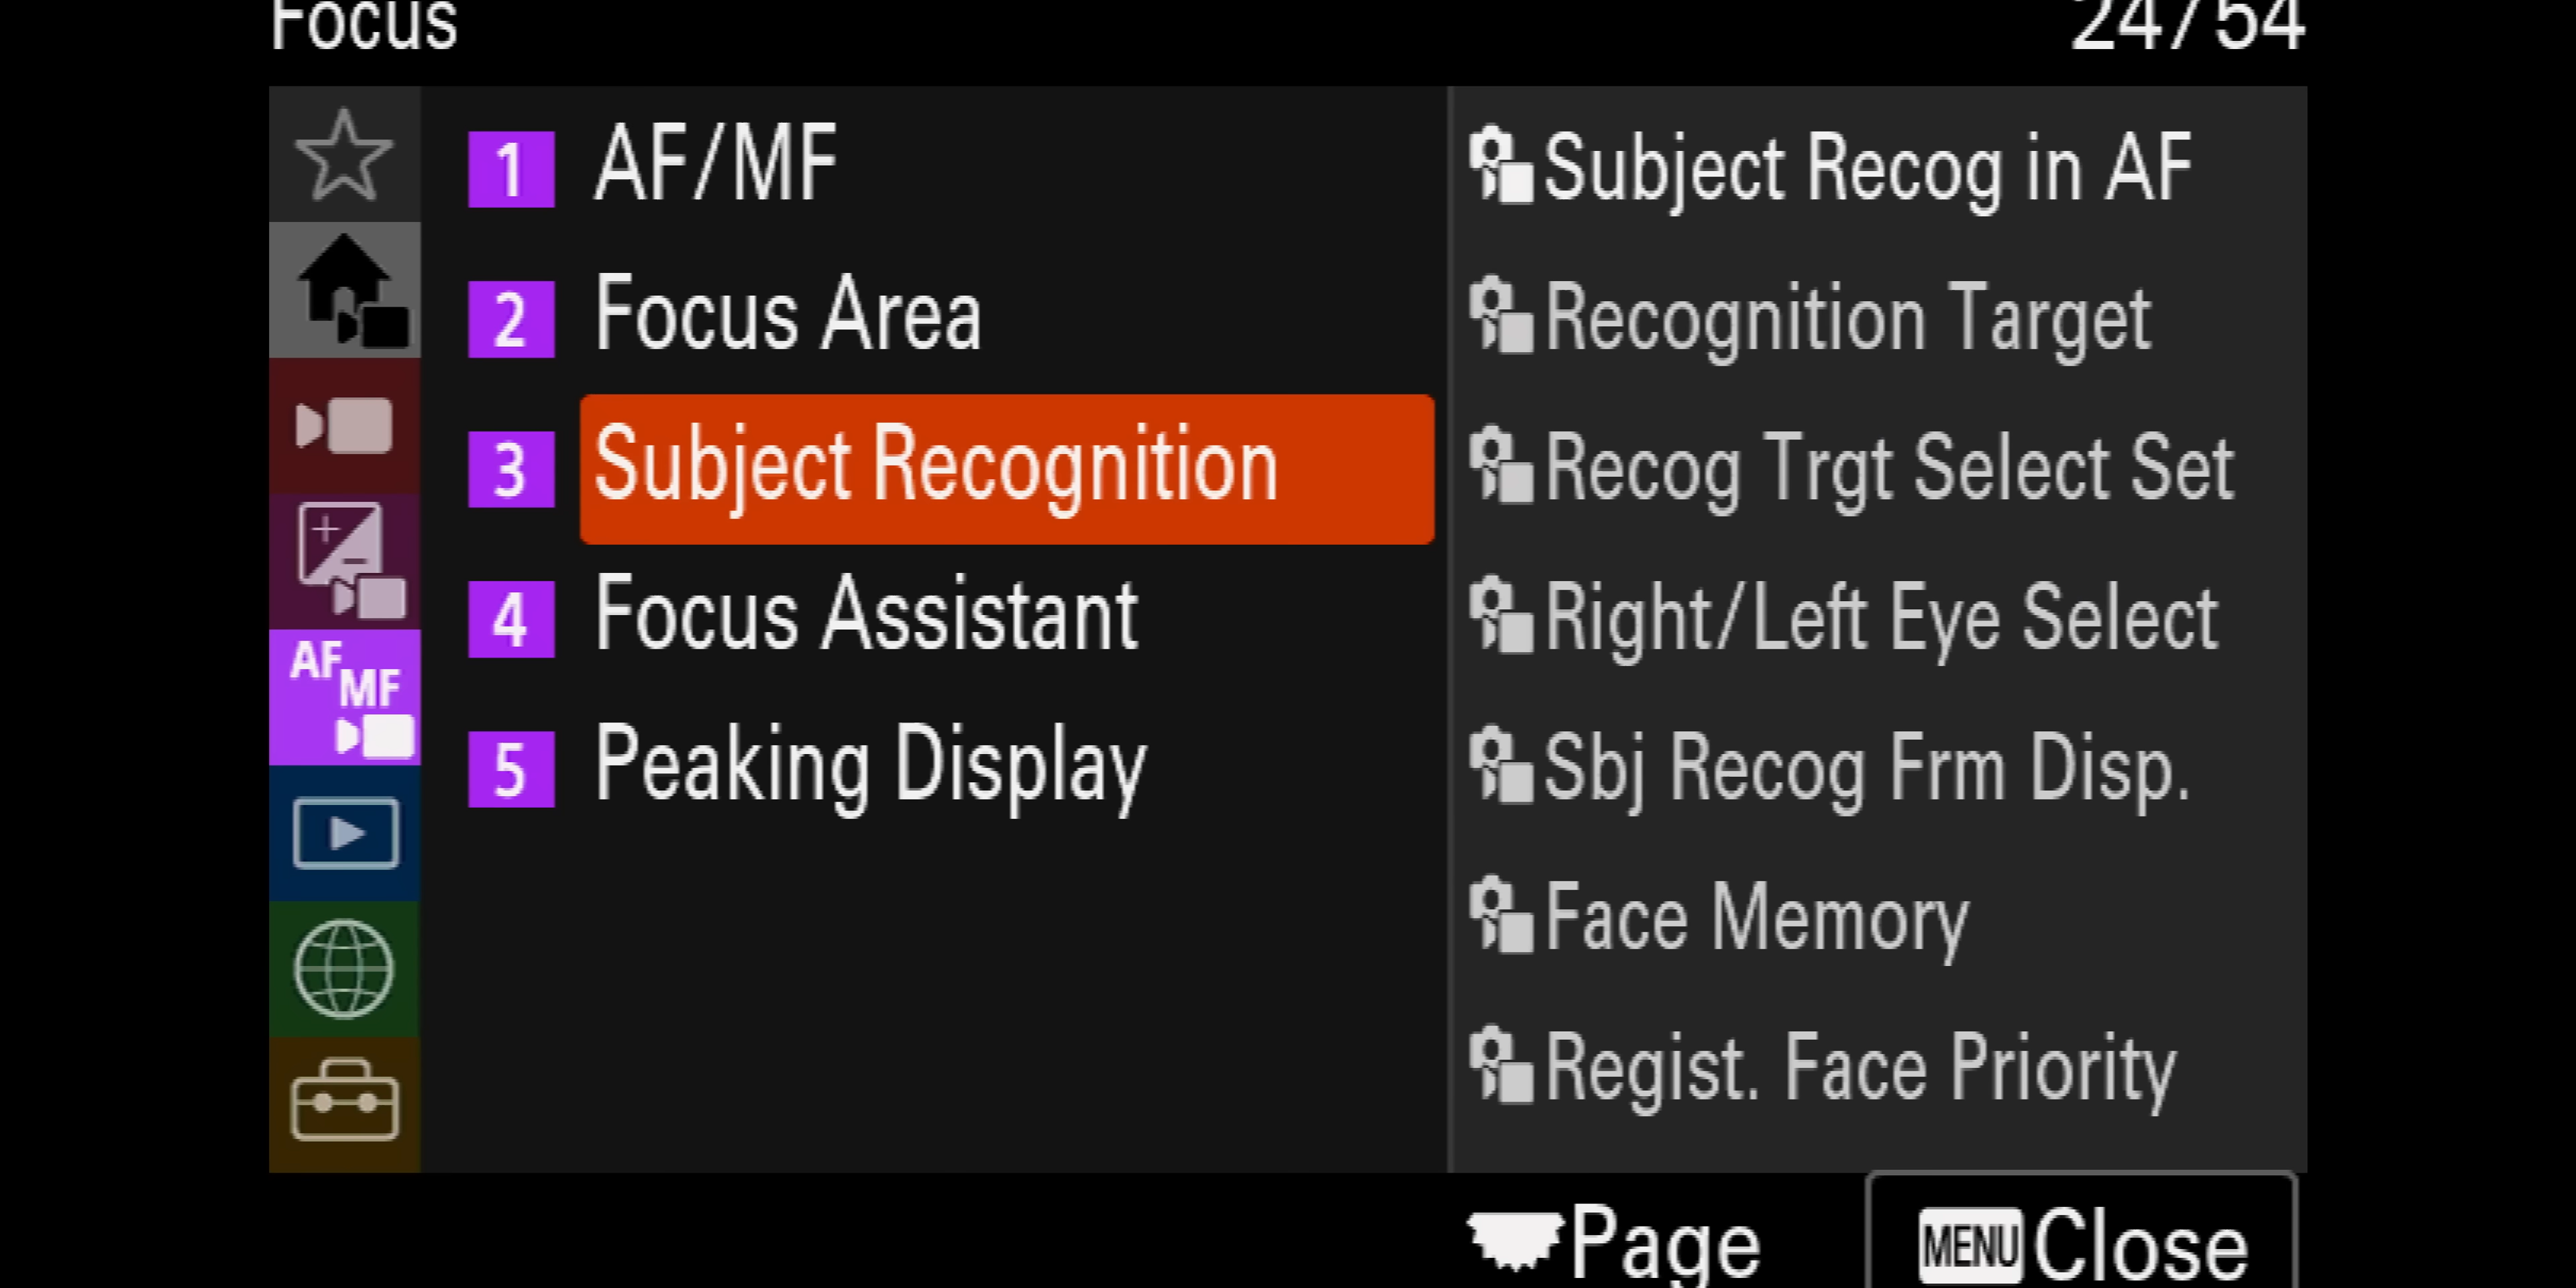 Focus 24/54
1 AF/MF
2 Focus Area
3 Subject Recognition
4 Focus Assistant
5 Peaking Display
AF MF
Subject Recog in AF
Recognition Target
Recog Trgt Select Set
Right/Left Eye Select
Sbj Recog Frm Disp.
Face Memory
Regist. Face Priority
Page MENU Close